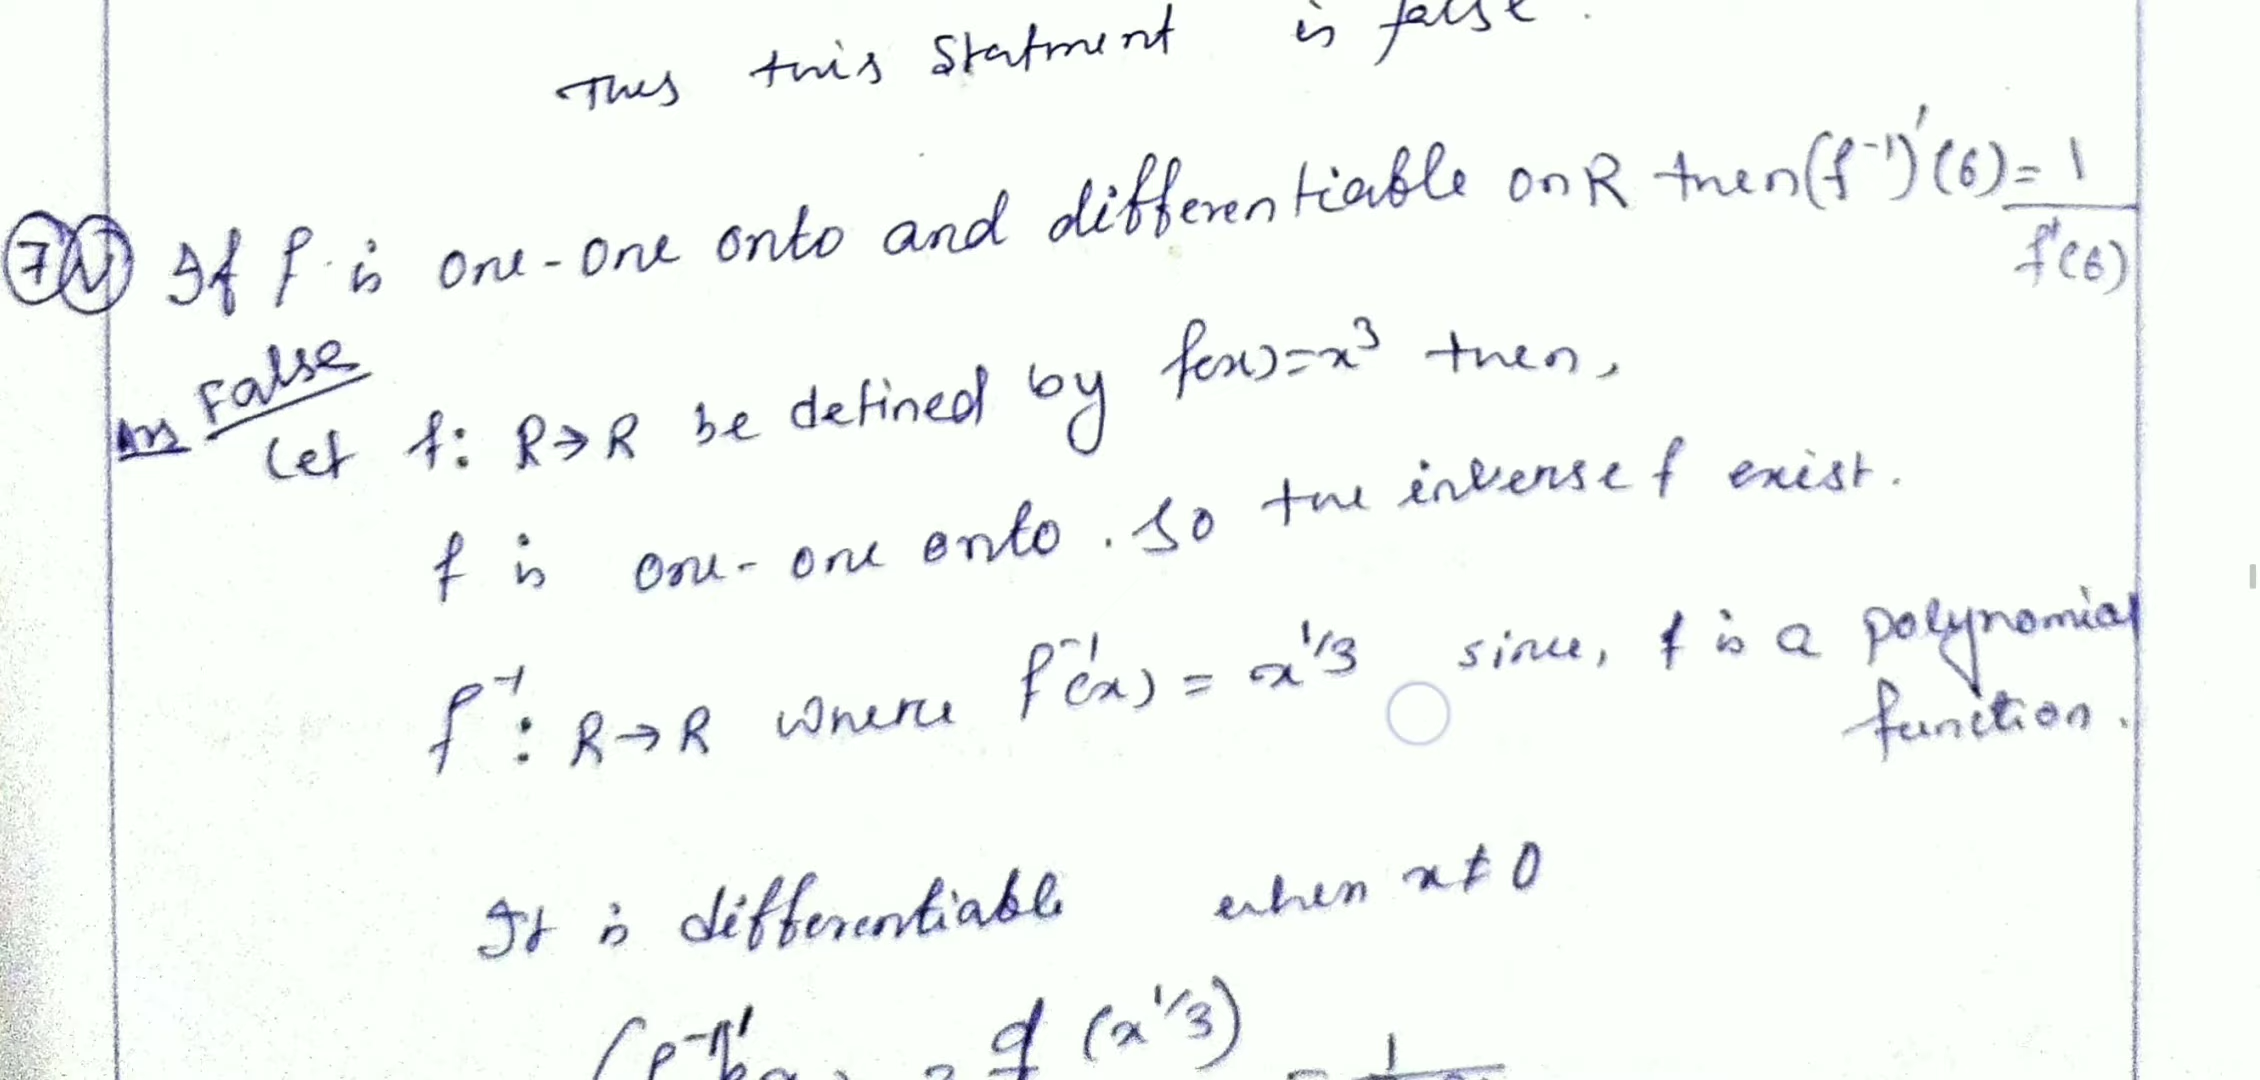 Thus this Statment is false.
7 V If f is one-one onto and differentiable on R then (f⁻¹)'(6) = 1/f'(6)
Ans False
Let f: R→R be defined by f(x)=x³ then,
f is one-one onto. So the inverse f exist.
f⁻¹: R→R where f⁻¹(x) = x^1/3 since, f is a polynomial
function.
It is differentiable when x≠0
(x^1/3)